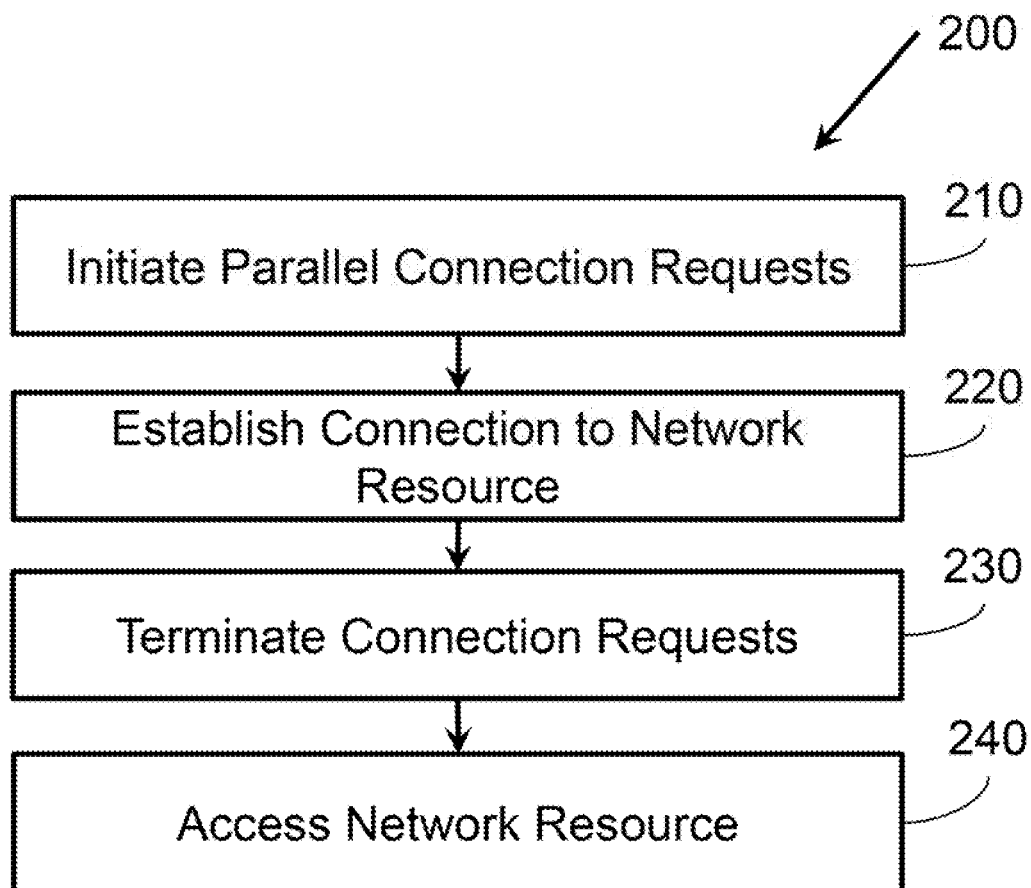 200
210
Initiate Parallel Connection Requests
220
Establish Connection to Network
Resource
230
Terminate Connection Requests
240
Access Network Resource